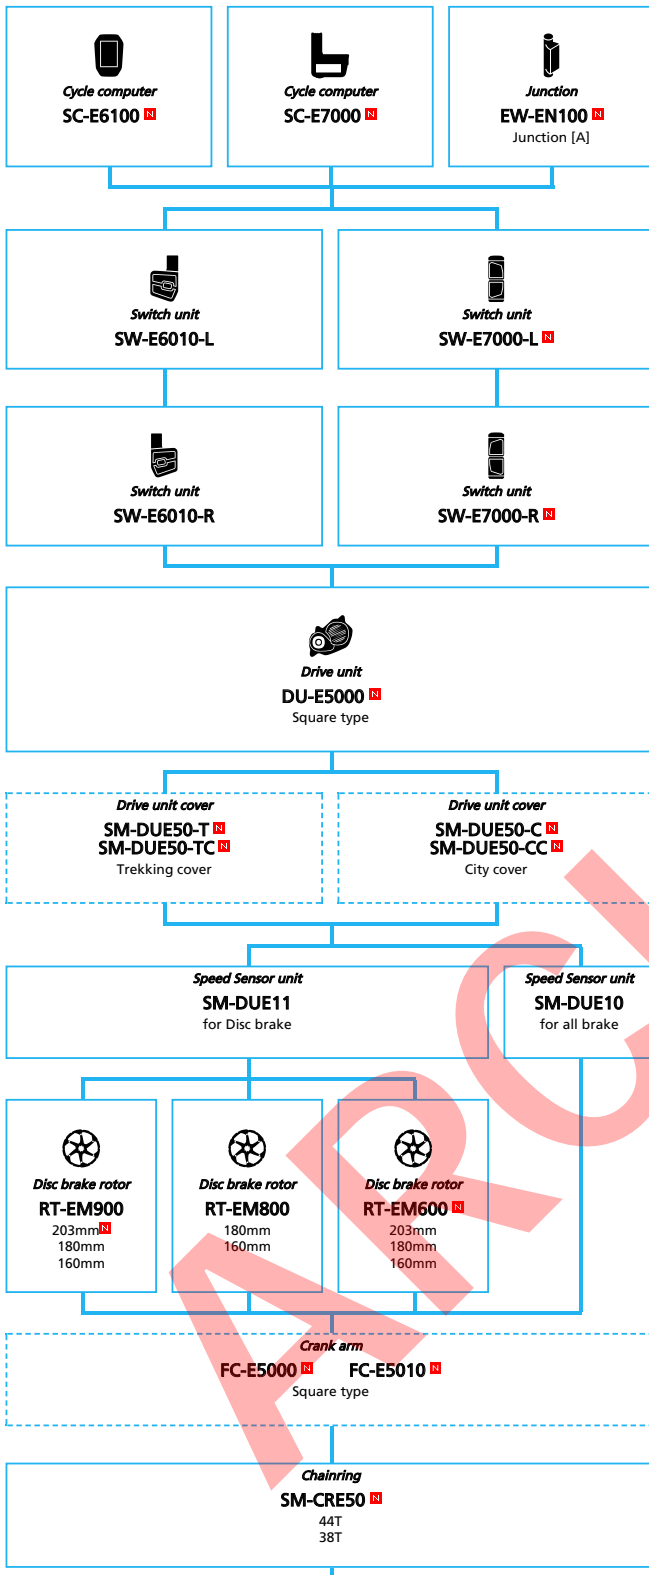 Cycle computer
SC-E6100 N
Cycle computer
SC-E7000 N
Junction
EW-EN100 N
Junction [A]
Switch unit
SW-E6010-L
Switch unit
SW-E7000-L N
Switch unit
SW-E6010-R
Switch unit
SW-E7000-R N
Drive unit
DU-E5000 N
Square type
Drive unit cover
SM-DUE50-T N
SM-DUE50-TC N
Trekking cover
Drive unit cover
SM-DUE50-C N
SM-DUE50-CC N
City cover
Speed Sensor unit
SM-DUE11
for Disc brake
Speed Sensor unit
SM-DUE10
for all brake
Disc brake rotor
RT-EM900
203mm N
180mm
160mm
Disc brake rotor
RT-EM800
180mm
160mm
Disc brake rotor
RT-EM600 N
203mm
180mm
160mm
Crank arm
FC-E5000 N FC-E5010 N
Square type
Chainring
SM-CRE50 N
44T
38T